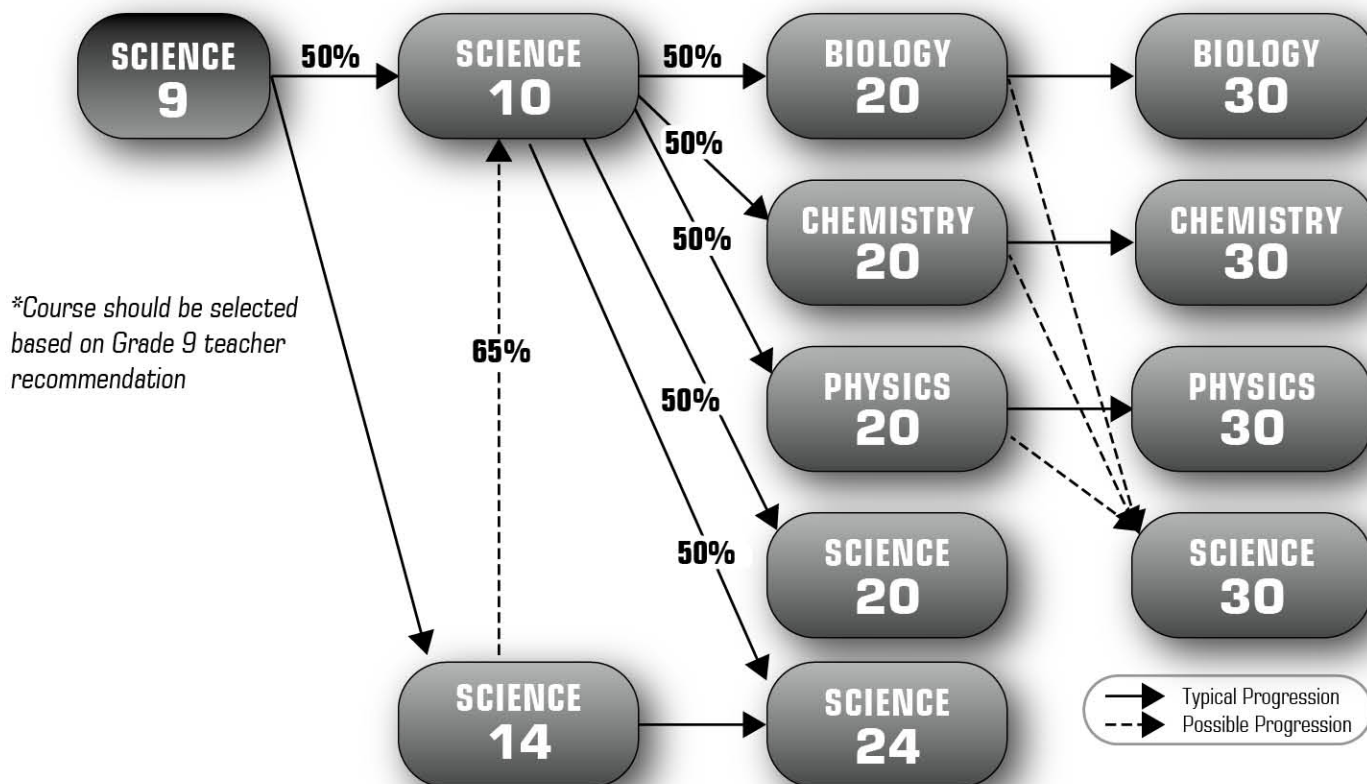 SCIENCE
9
50%
SCIENCE
10
50%
BIOLOGY
20
BIOLOGY
30
50%
CHEMISTRY
20
CHEMISTRY
30
50%
*Course should be selected
based on Grade 9 teacher
recommendation
65%
PHYSICS
20
PHYSICS
30
50%
SCIENCE
20
SCIENCE
30
50%
SCIENCE
14
SCIENCE
24
Typical Progression
Possible Progression